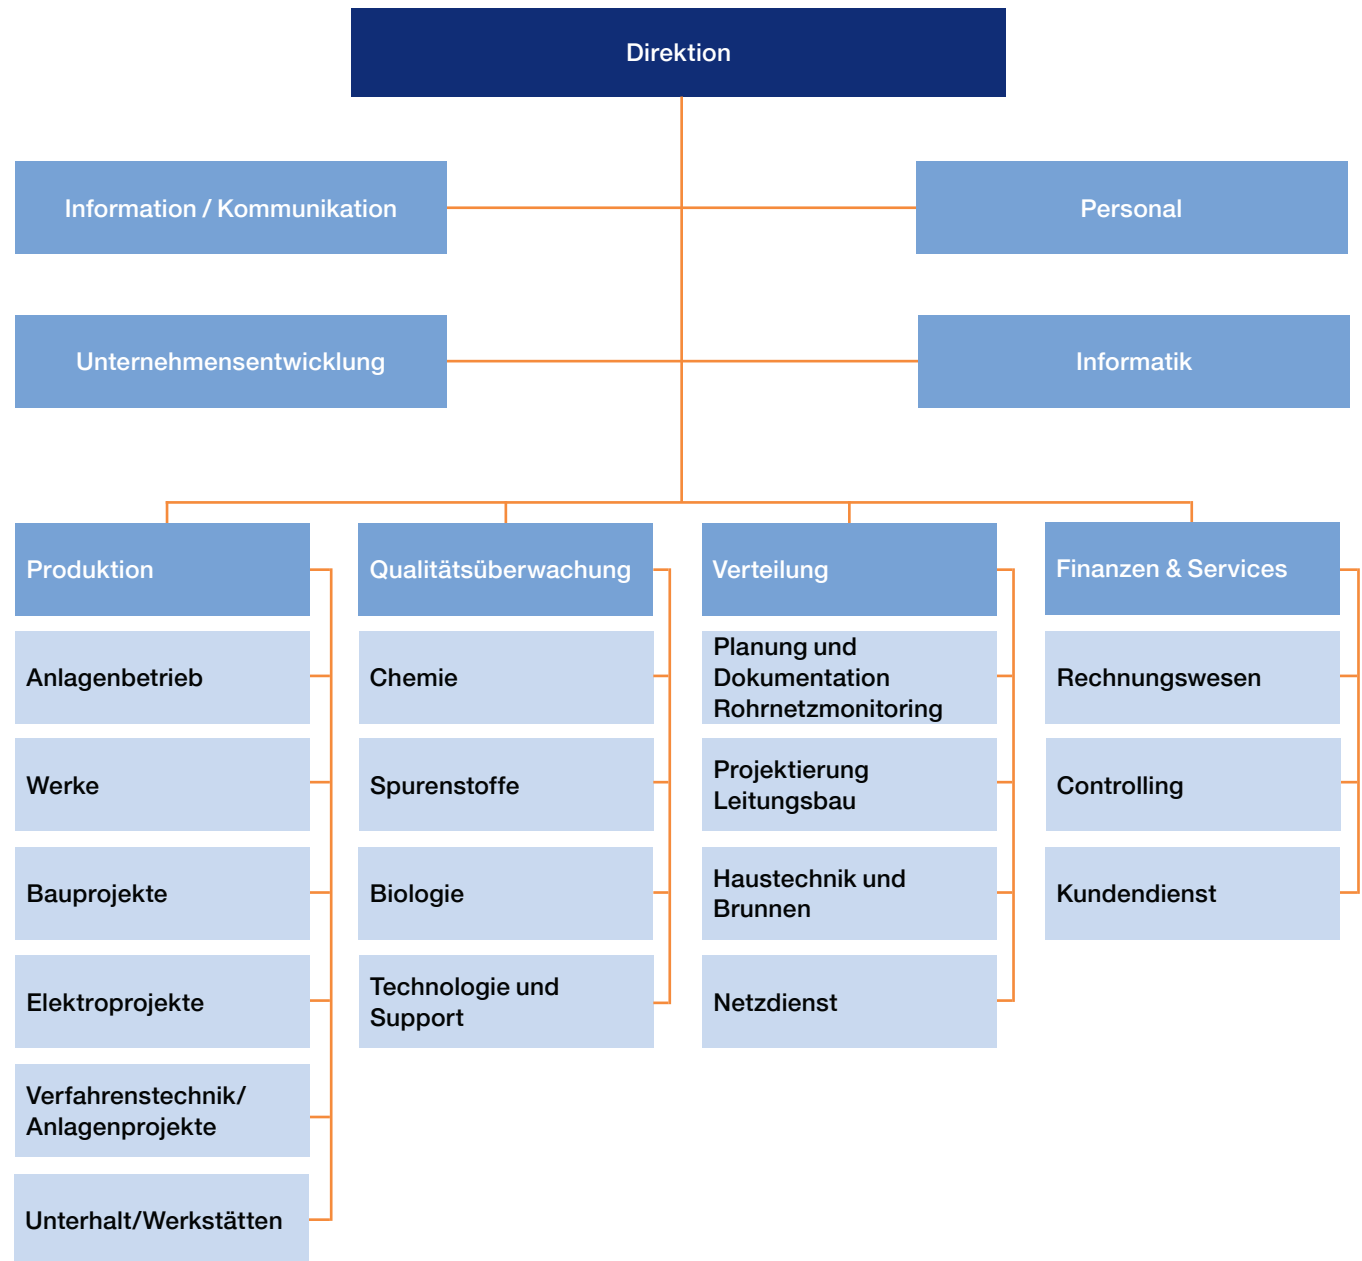 Direktion
Information / Kommunikation
Personal
Unternehmensentwicklung
Informatik
Produktion
Anlagenbetrieb
Werke
Bauprojekte
Elektroprojekte
Verfahrenstechnik/
Anlagenprojekte
Unterhalt/Werkstätten
Qualitätsüberwachung
Chemie
Spurenstoffe
Biologie
Technologie und
Support
Verteilung
Planung und
Dokumentation
Rohrnetzmonitoring
Projektierung
Leitungsbau
Haustechnik und
Brunnen
Netzdienst
Finanzen & Services
Rechnungswesen
Controlling
Kundendienst